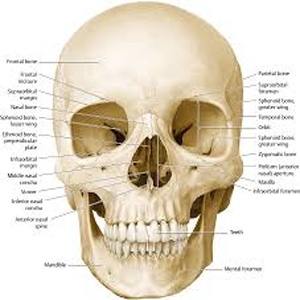 Frontal bone
Frontal
incisure
Supraorbital
margin
Nasal bone
Sphenoid bone,
lesser wing
Ethmoid bone,
perpendicular
plate
Infraorbital
margin
Middle nasal
concha
Vomer
Inferior nasal
concha
Anterior nasal
spine
Mandible
Parietal bone
Supraorbital
foramen
Sphenoid bone,
greater wing
Temporal bone
Orbit
Sphenoid bone,
greater wing
Zygomatic bone
Piriform (anterior
nasal) aperture
Maxilla
Infraorbital foramen
Teeth
Mental foramen